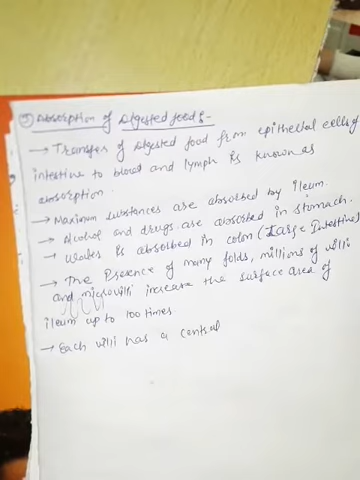 ③ Absorption of Digested food :-
→ Transfer of digested food from epithelial cells of
intestine to blood and lymph is known as
absorption.
→ Maximum substances are absorbed by ileum.
→ Alcohol and drugs are absorbed in stomach.
→ Water is absorbed in colon (Large Intestine)
→ The Presence of many folds, millions of villi
and microvilli increase the surface area of
ileum up to 100 times
→ Each villi has a central